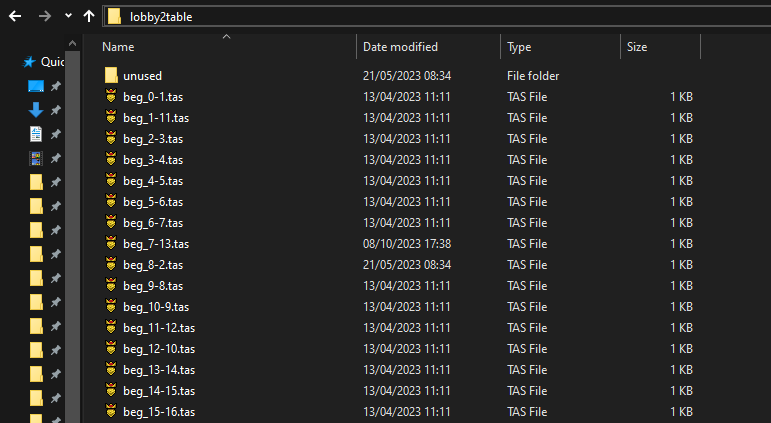 lobby2table
Name Date modified Type Size
Quic
unused 21/05/2023 08:34 File folder
beg_0-1.tas 13/04/2023 11:11 TAS File 1 KB
beg_1-11.tas 13/04/2023 11:11 TAS File 1 KB
beg_2-3.tas 13/04/2023 11:11 TAS File 1 KB
beg_3-4.tas 13/04/2023 11:11 TAS File 1 KB
beg_4-5.tas 13/04/2023 11:11 TAS File 1 KB
beg_5-6.tas 13/04/2023 11:11 TAS File 1 KB
beg_6-7.tas 13/04/2023 11:11 TAS File 1 KB
beg_7-13.tas 08/10/2023 17:38 TAS File 1 KB
beg_8-2.tas 21/05/2023 08:34 TAS File 1 KB
beg_9-8.tas 13/04/2023 11:11 TAS File 1 KB
beg_10-9.tas 13/04/2023 11:11 TAS File 1 KB
beg_11-12.tas 13/04/2023 11:11 TAS File 1 KB
beg_12-10.tas 13/04/2023 11:11 TAS File 1 KB
beg_13-14.tas 13/04/2023 11:11 TAS File 1 KB
beg_14-15.tas 13/04/2023 11:11 TAS File 1 KB
beg_15-16.tas 13/04/2023 11:11 TAS File 1 KB